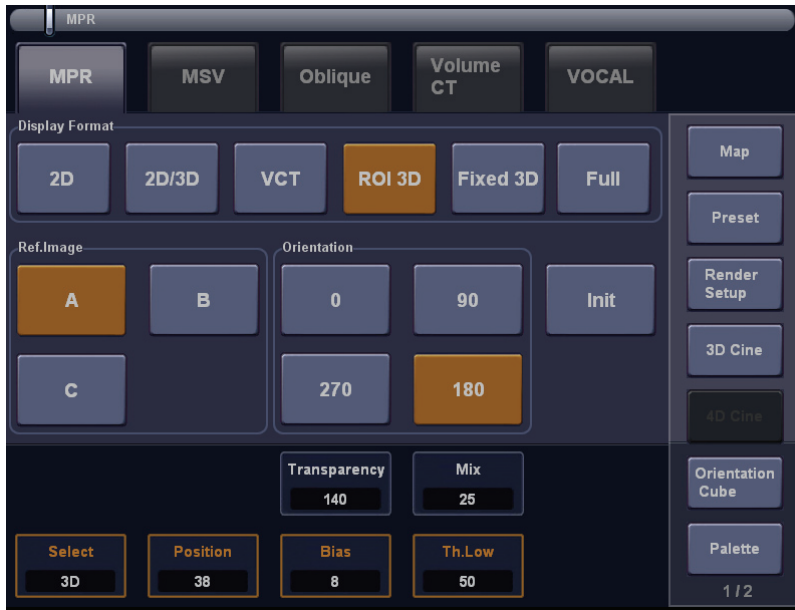 MPR
MPR
MSV
Oblique
Volume
CT
VOCAL
Display Format
2D
2D/3D
VCT
ROI 3D
Fixed 3D
Full
Ref.Image
A
B
C
Orientation
0
90
270
180
Init
Transparency
140
Mix
25
Select
3D
Position
38
Bias
8
Th.Low
50
Map
Preset
Render
Setup
3D Cine
4D Cine
Orientation
Cube
Palette
1/2